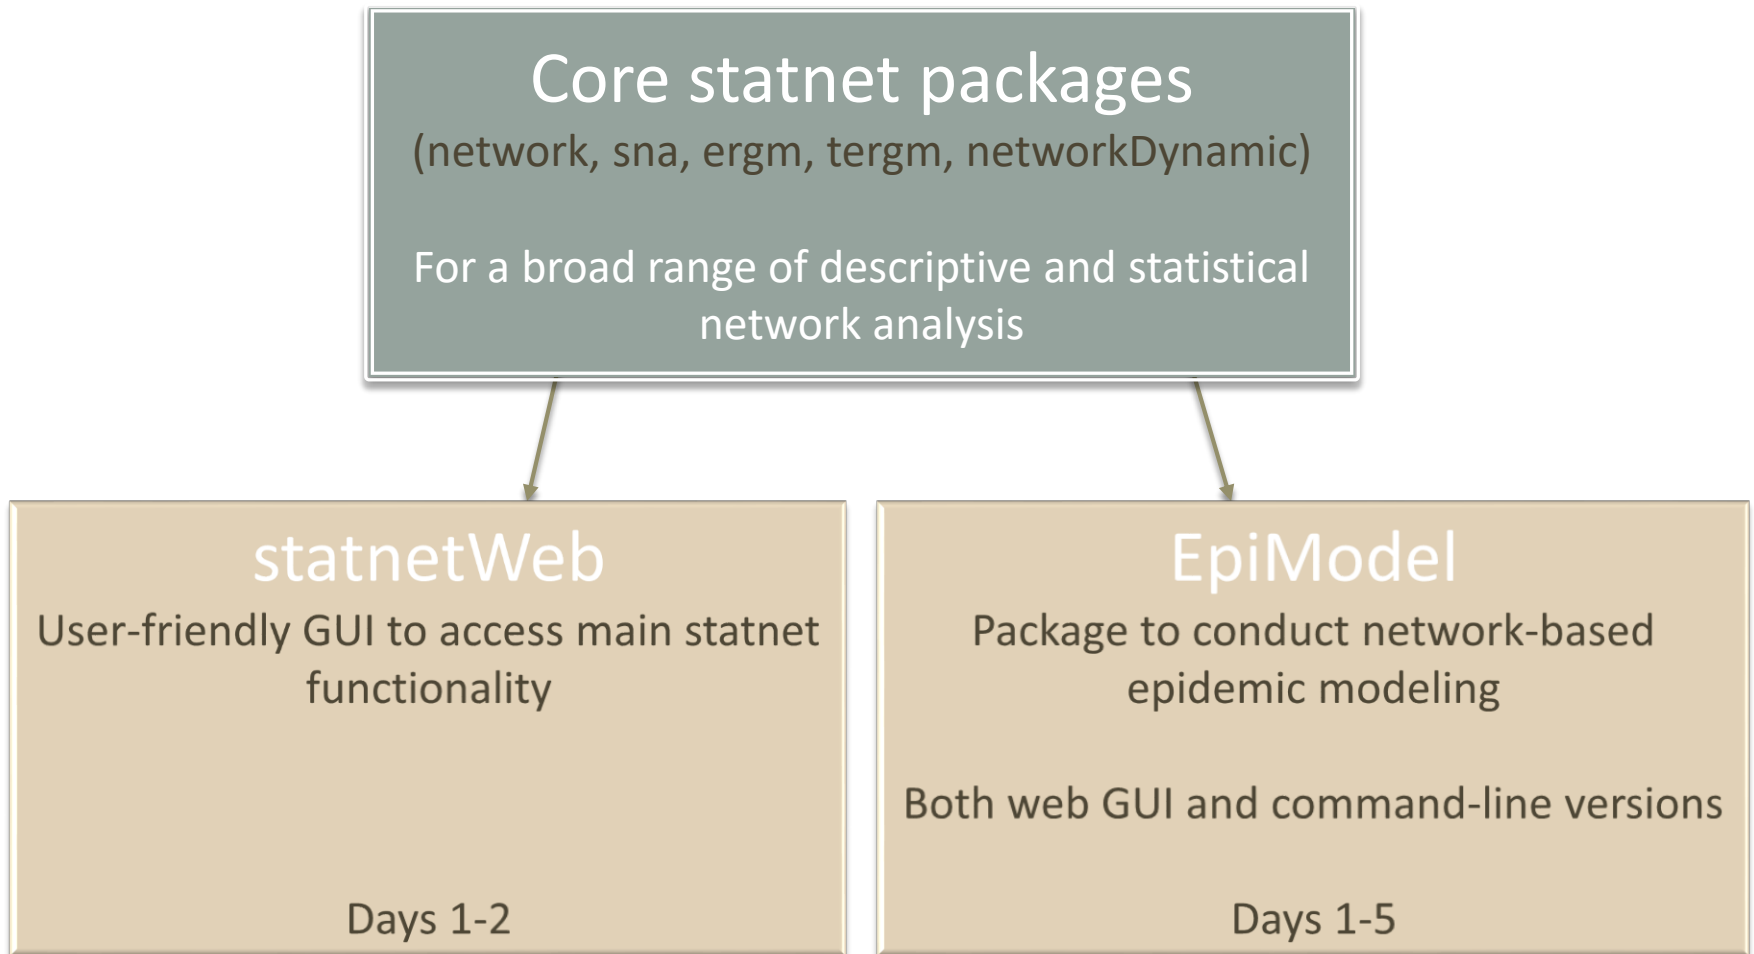 Core statnet packages
(network, sna, ergm, tergm, networkDynamic)
For a broad range of descriptive and statistical
network analysis
statnetWeb
User-friendly GUI to access main statnet
functionality
Days 1-2
EpiModel
Package to conduct network-based
epidemic modeling
Both web GUI and command-line versions
Days 1-5